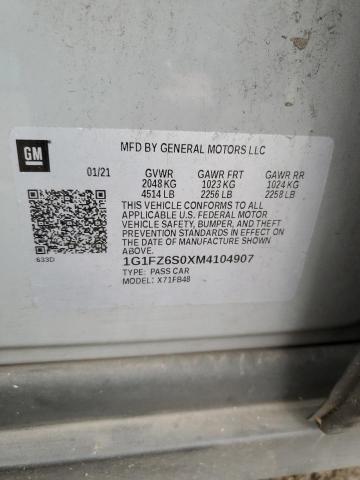 GM
MFD BY GENERAL MOTORS LLC
01/21 GVWR GAWR FRT GAWR RR
2048 KG 1023 KG 1024 KG
4514 LB 2256 LB 2258 LB
THIS VEHICLE CONFORMS TO ALL
APPLICABLE U.S. FEDERAL MOTOR
VEHICLE SAFETY, BUMPER, AND THEFT
PREVENTION STANDARDS IN EFFECT ON
THE DATE OF MANUFACTURE SHOWN
ABOVE.
633D
1G1FZ6S0XM4104907
TYPE: PASS CAR
MODEL: X71FB48